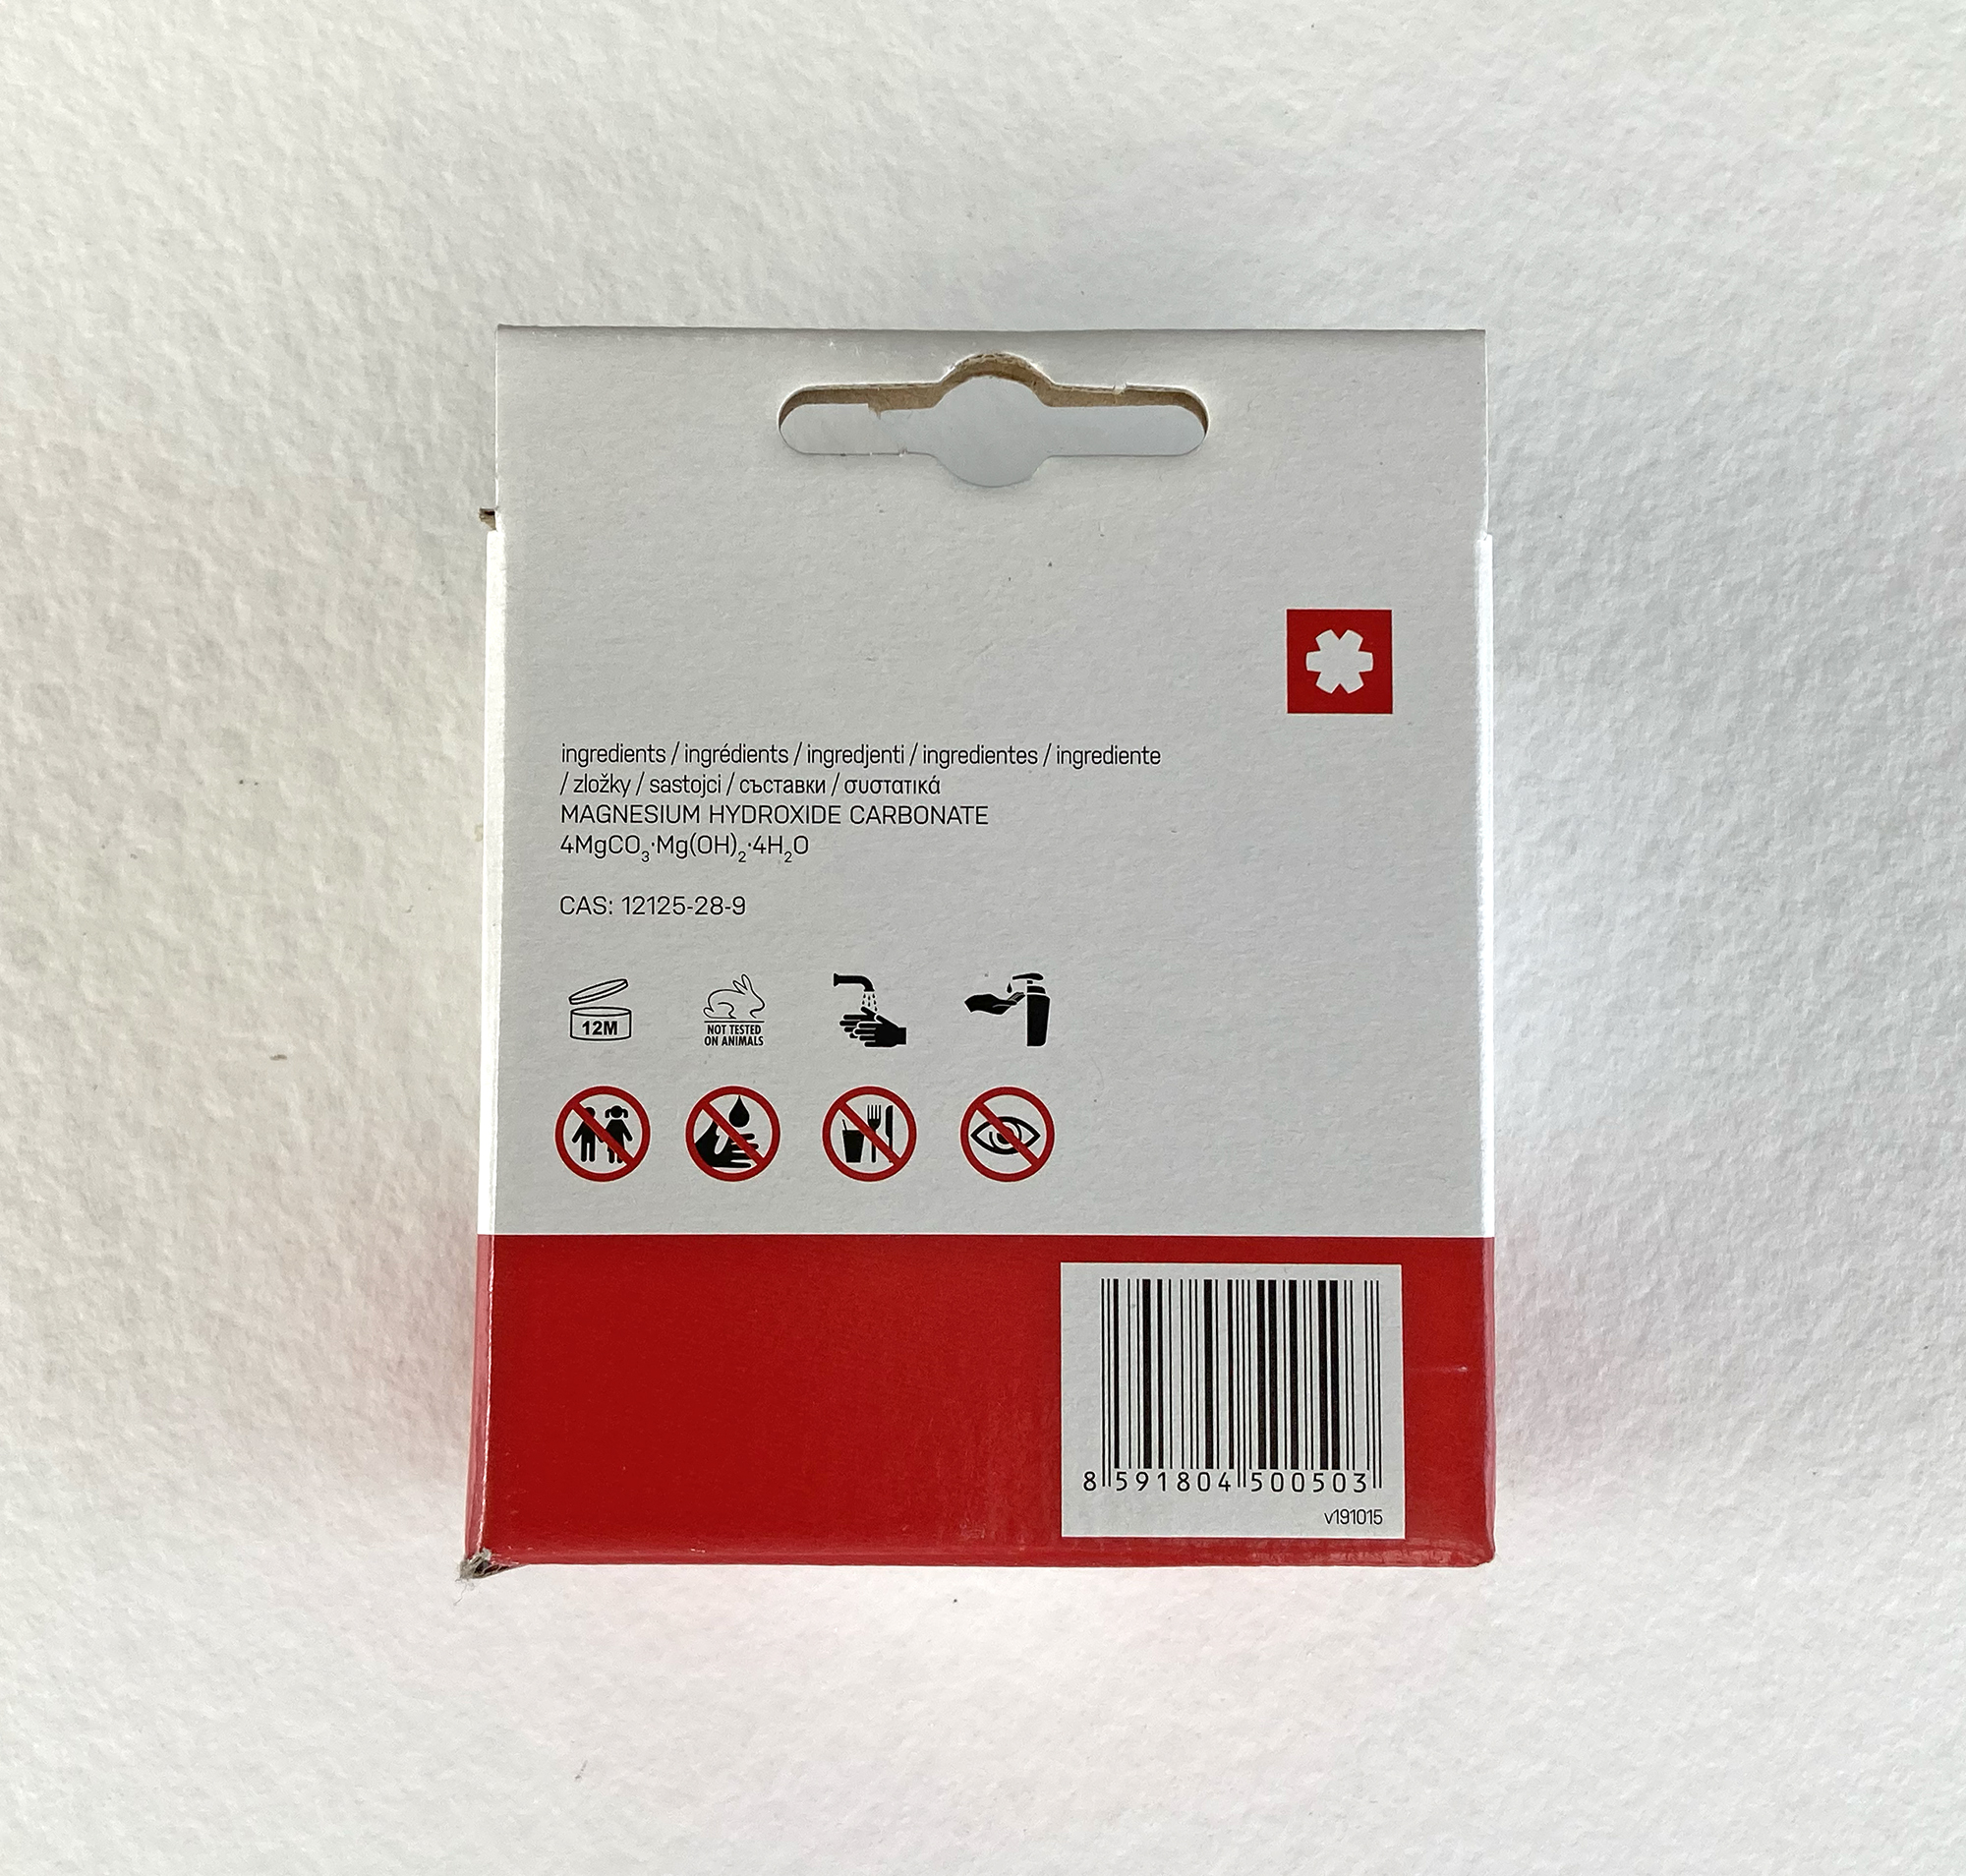 ingredients / ingrédients / ingredjenti / ingredientes / ingrediente
/ zložky / sastojci / съставки / συστατικά
MAGNESIUM HYDROXIDE CARBONATE
4MgCO₃·Mg(OH)₂·4H₂O
CAS: 12125-28-9
12M
NOT TESTED
ON ANIMALS
8 591804 500503
v191015